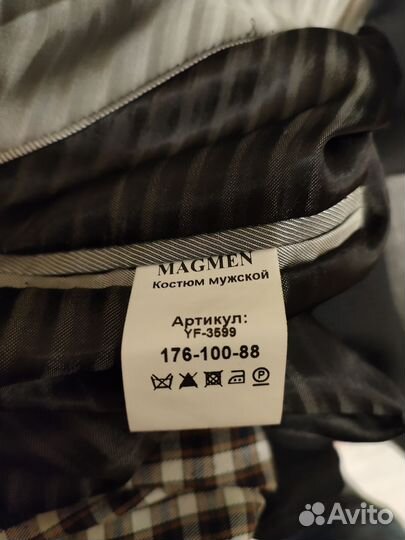 MAGMEN
Костюм мужской
Артикул:
YF-3599
176-100-88
P
Avito